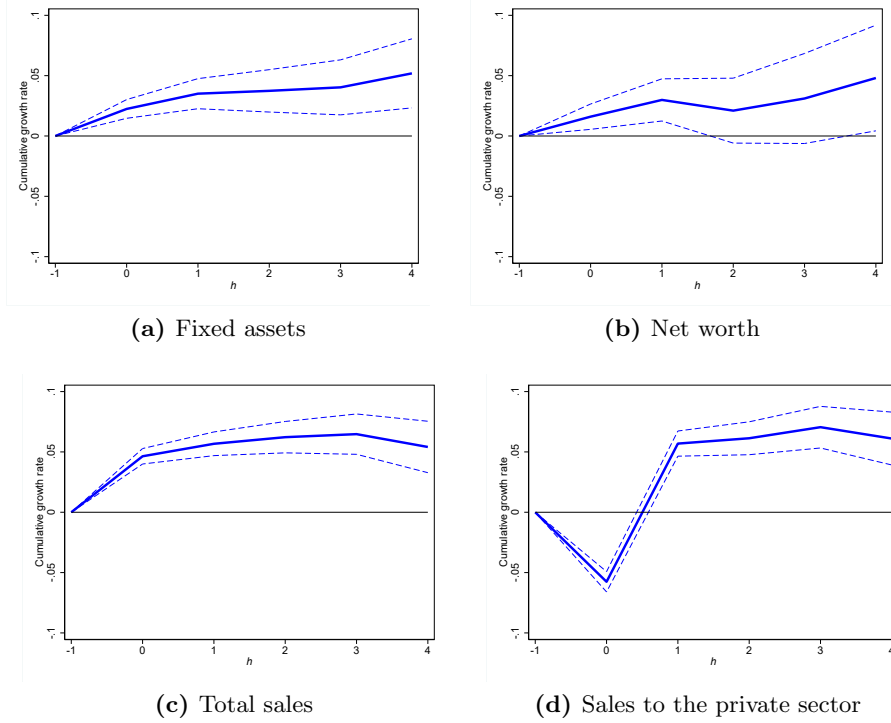 .1
.05
0
-.05
-.1
Cumulative growth rate
-1 0 1 2 3 4
h
(a) Fixed assets
.1
.05
0
-.05
-.1
Cumulative growth rate
-1 0 1 2 3 4
h
(b) Net worth
.1
.05
0
-.05
-.1
Cumulative growth rate
-1 0 1 2 3 4
h
(c) Total sales
.1
.05
0
-.05
-.1
Cumulative growth rate
-1 0 1 2 3 4
h
(d) Sales to the private sector